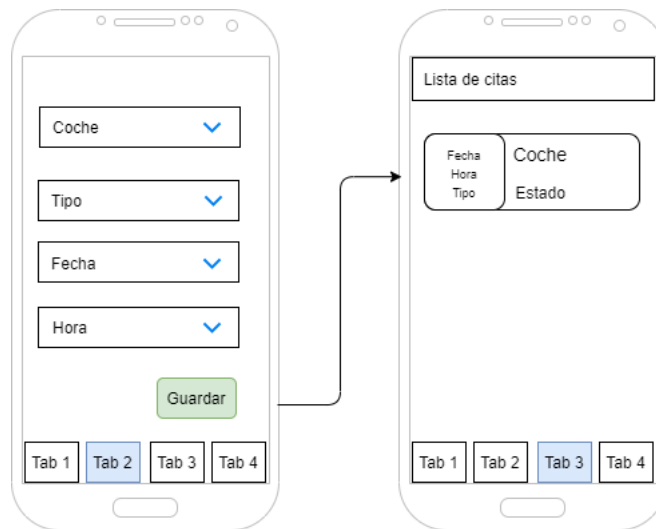 Coche
Tipo
Fecha
Hora
Guardar
Tab 1 Tab 2 Tab 3 Tab 4
Lista de citas
Fecha
Hora
Tipo
Coche
Estado
Tab 1 Tab 2 Tab 3 Tab 4